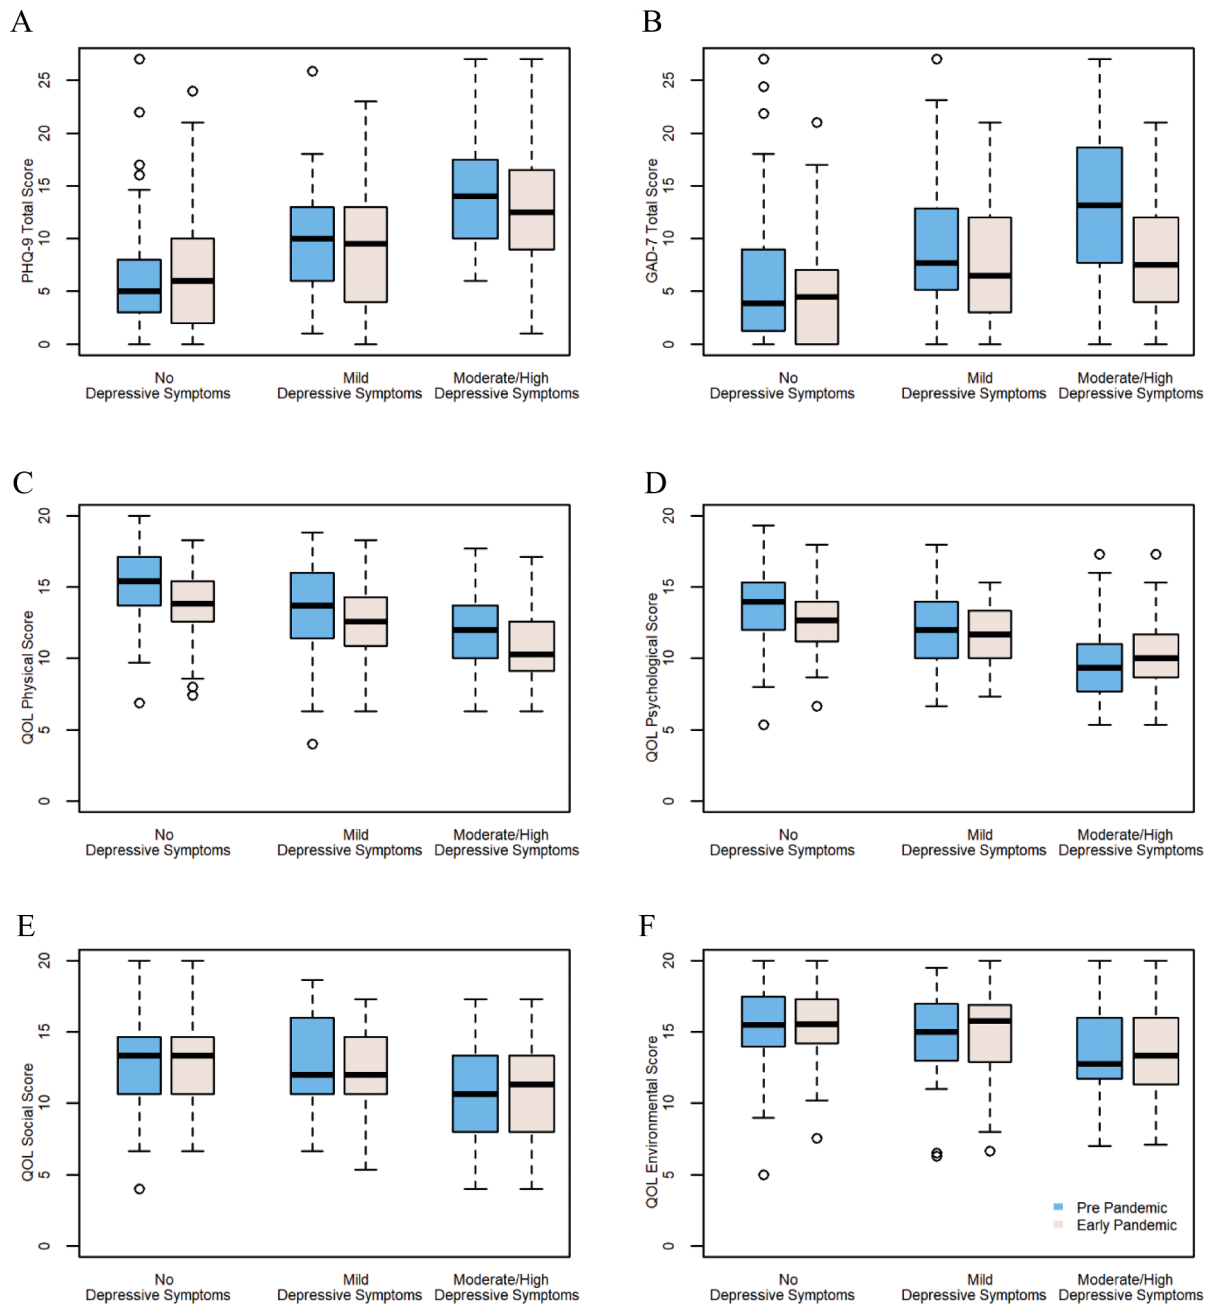 A
B
PHQ-9 Total Score
0
5
10
15
20
25
No
Depressive Symptoms
Mild
Depressive Symptoms
Moderate/High
Depressive Symptoms
GAD-7 Total Score
0
5
10
15
20
25
No
Depressive Symptoms
Mild
Depressive Symptoms
Moderate/High
Depressive Symptoms
C
D
QOL Physical Score
0
5
10
15
20
No
Depressive Symptoms
Mild
Depressive Symptoms
Moderate/High
Depressive Symptoms
QOL Psychological Score
0
5
10
15
20
No
Depressive Symptoms
Mild
Depressive Symptoms
Moderate/High
Depressive Symptoms
E
F
QOL Social Score
0
5
10
15
20
No
Depressive Symptoms
Mild
Depressive Symptoms
Moderate/High
Depressive Symptoms
QOL Environmental Score
0
5
10
15
20
Pre Pandemic
Early Pandemic
No
Depressive Symptoms
Mild
Depressive Symptoms
Moderate/High
Depressive Symptoms